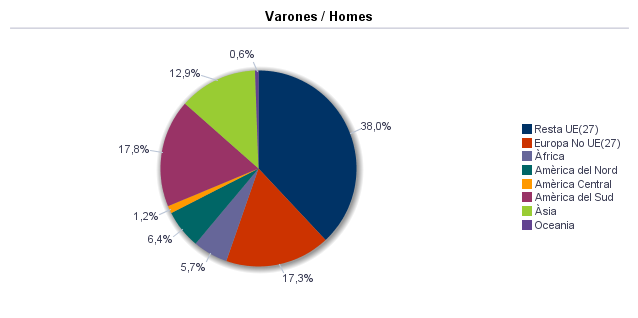 Varones / Homes
0,6%
12,9%
38,0%
17,8%
1,2%
6,4%
5,7%
17,3%
Resta UE(27)
Europa No UE(27)
Àfrica
Amèrica del Nord
Amèrica Central
Amèrica del Sud
Àsia
Oceania